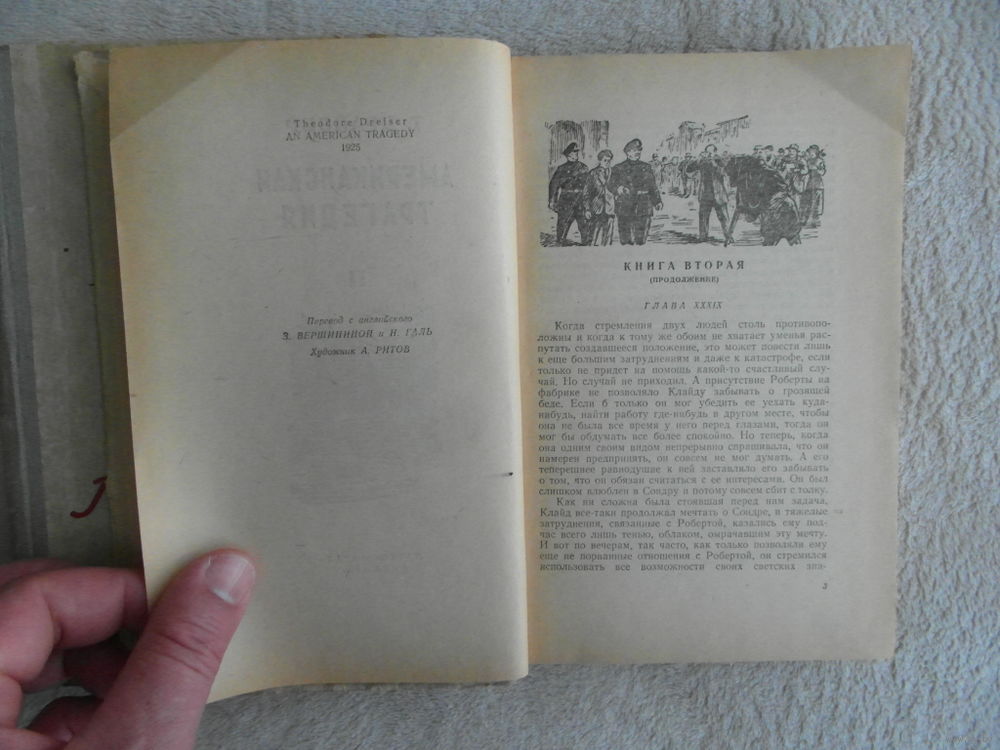 Theodore Dreiser
AN AMERICAN TRAGEDY
1925
Перевод с английского
З. ВЕРШИНИНОЙ и Н. ГАЛЬ
Художник А. РИТОВ
КНИГА ВТОРАЯ
(ПРОДОЛЖЕНИЕ)
ГЛАВА XXXIX
Когда стремления двух людей столь противопо-
ложны и когда к тому же обоим не хватает уменья рас-
путать создавшееся положение, это может повести лишь
к еще большим затруднениям и даже к катастрофе, если
только не придет на помощь какой-то счастливый слу-
чай. Но случай не приходил. А присутствие Роберты на
фабрике не позволяло Клайду забывать о грозящей
беде. Если б только он мог убедить ее уехать куда-
нибудь, найти работу где-нибудь в другом месте, чтобы
она не была все время у него перед глазами, тогда он
мог бы обдумать все более спокойно. Но теперь, когда
она одним своим видом непрерывно спрашивала, что он
намерен предпринять, он совсем не мог думать. А его
теперешнее равнодушие к ней заставляло его забывать
о том, что он обязан считаться с ее интересами. Он был
слишком влюблен в Сондру и потому совсем сбит с толку.
Как ни сложна была стоявшая перед нам задача,
Клайд все-таки продолжал мечтать о Сондре, и тяжелые
затруднения, связанные с Робертой, казались ему под-
час всего лишь тенью, облаком, омрачавшим эту мечту.
И вот по вечерам, так часто, как только позволяли ему
еще не порванные отношения с Робертой, он стремился
использовать все возможности своих светских зна-
3